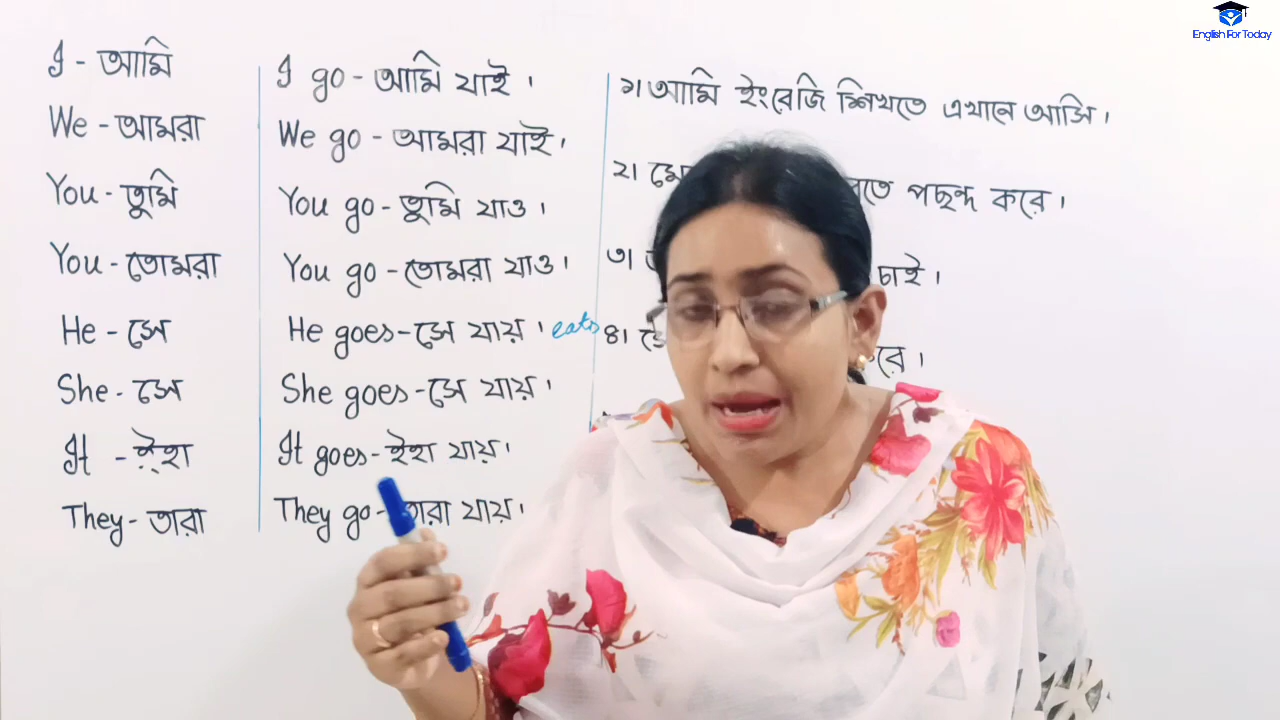 English For Today
I - আমি
We - আমরা
You - তুমি
You - তোমরা
He - সে
She - সে
It - ইহা
They - তারা
I go - আমি যাই।
We go - আমরা যাই।
You go - তুমি যাও।
You go - তোমরা যাও।
He goes - সে যায়। eats
She goes - সে যায়।
It goes - ইহা যায়।
They go - তারা যায়।
১। আমি ইংরেজি শিখতে এখানে আসি।
২। পছন্দ করে।
৩। চাই।
৪।